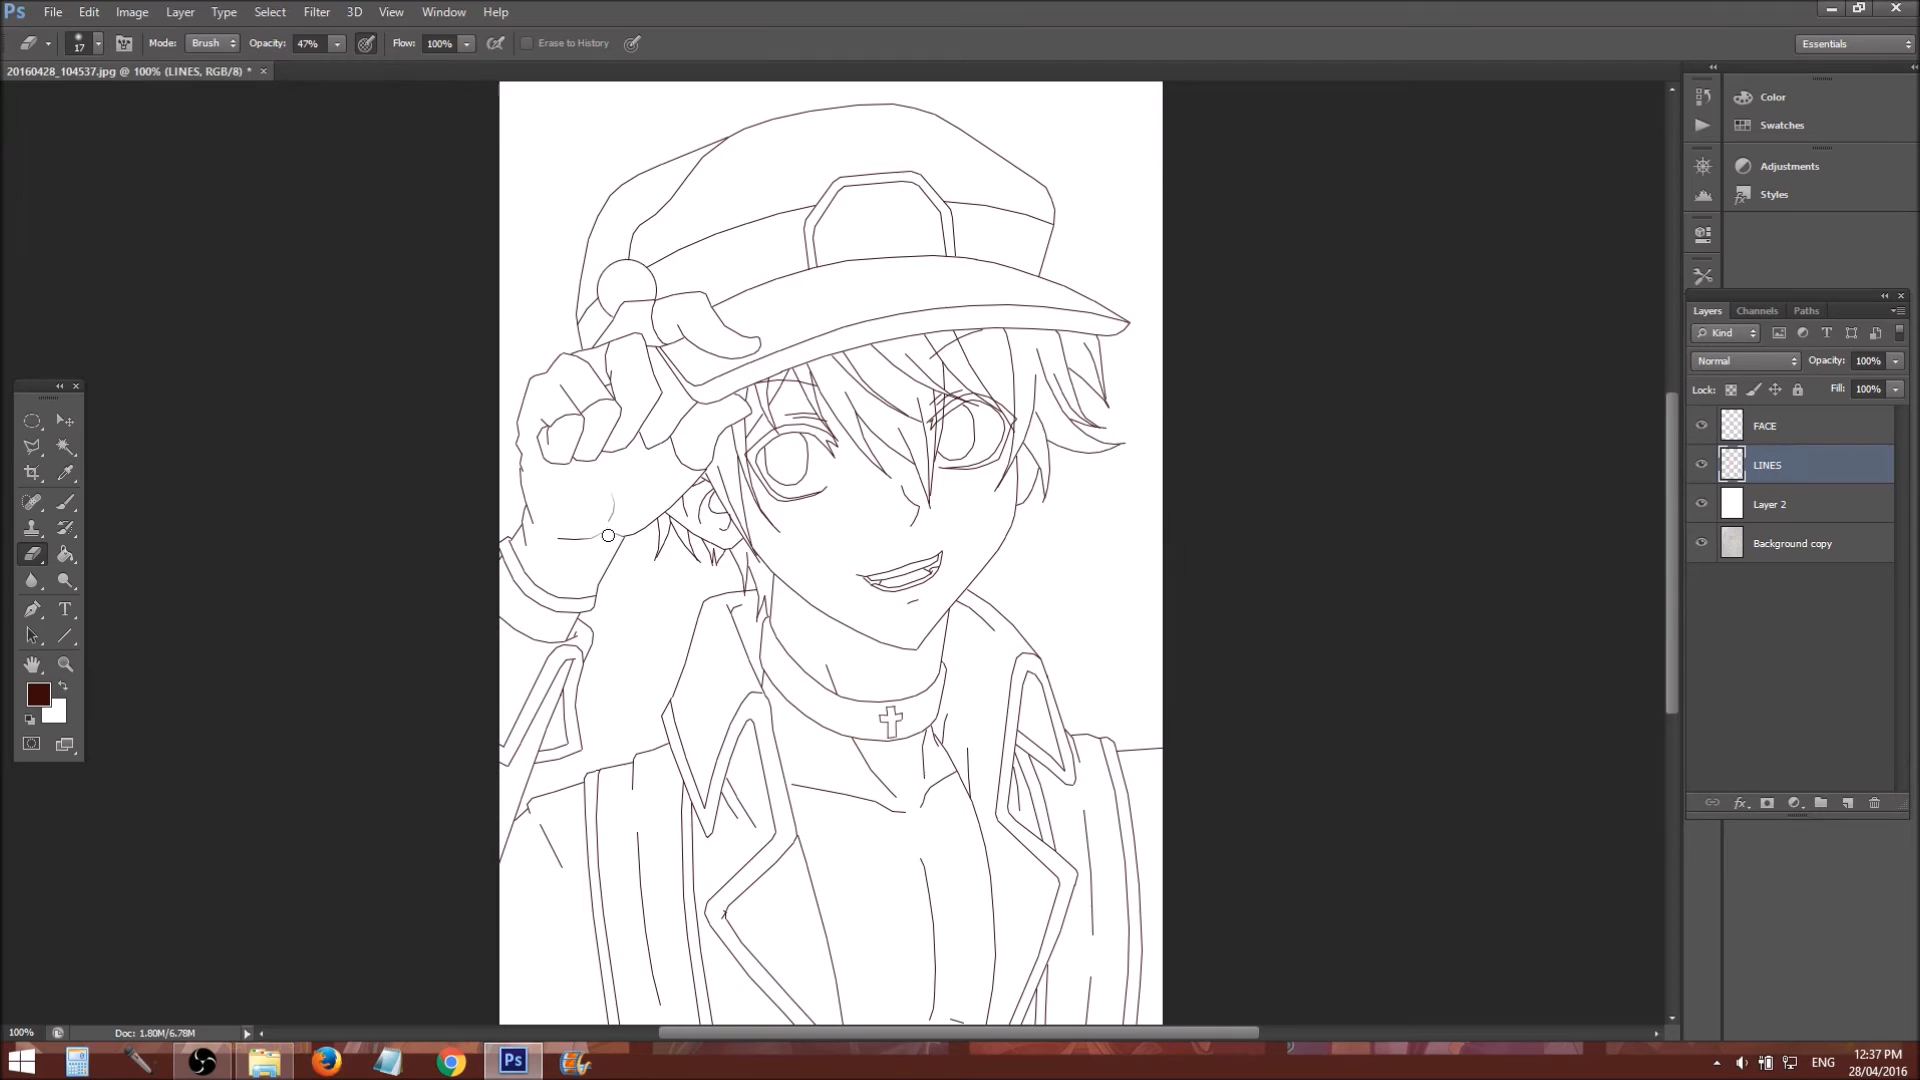 Ps File Edit Image Layer Type Select Filter 3D View Window Help
17 Mode: Brush Opacity: 47% Flow: 100% Erase to History Essentials
20160428_104537.jpg @ 100% (LINES, RGB/8) * ×
Color
Swatches
Adjustments
Styles
Layers Channels Paths
Kind
Normal Opacity: 100%
Lock: Fill: 100%
FACE
LINES
Layer 2
Background copy
100% Doc: 1.80M/6.78M
Ps ENG 12:37 PM
28/04/2016